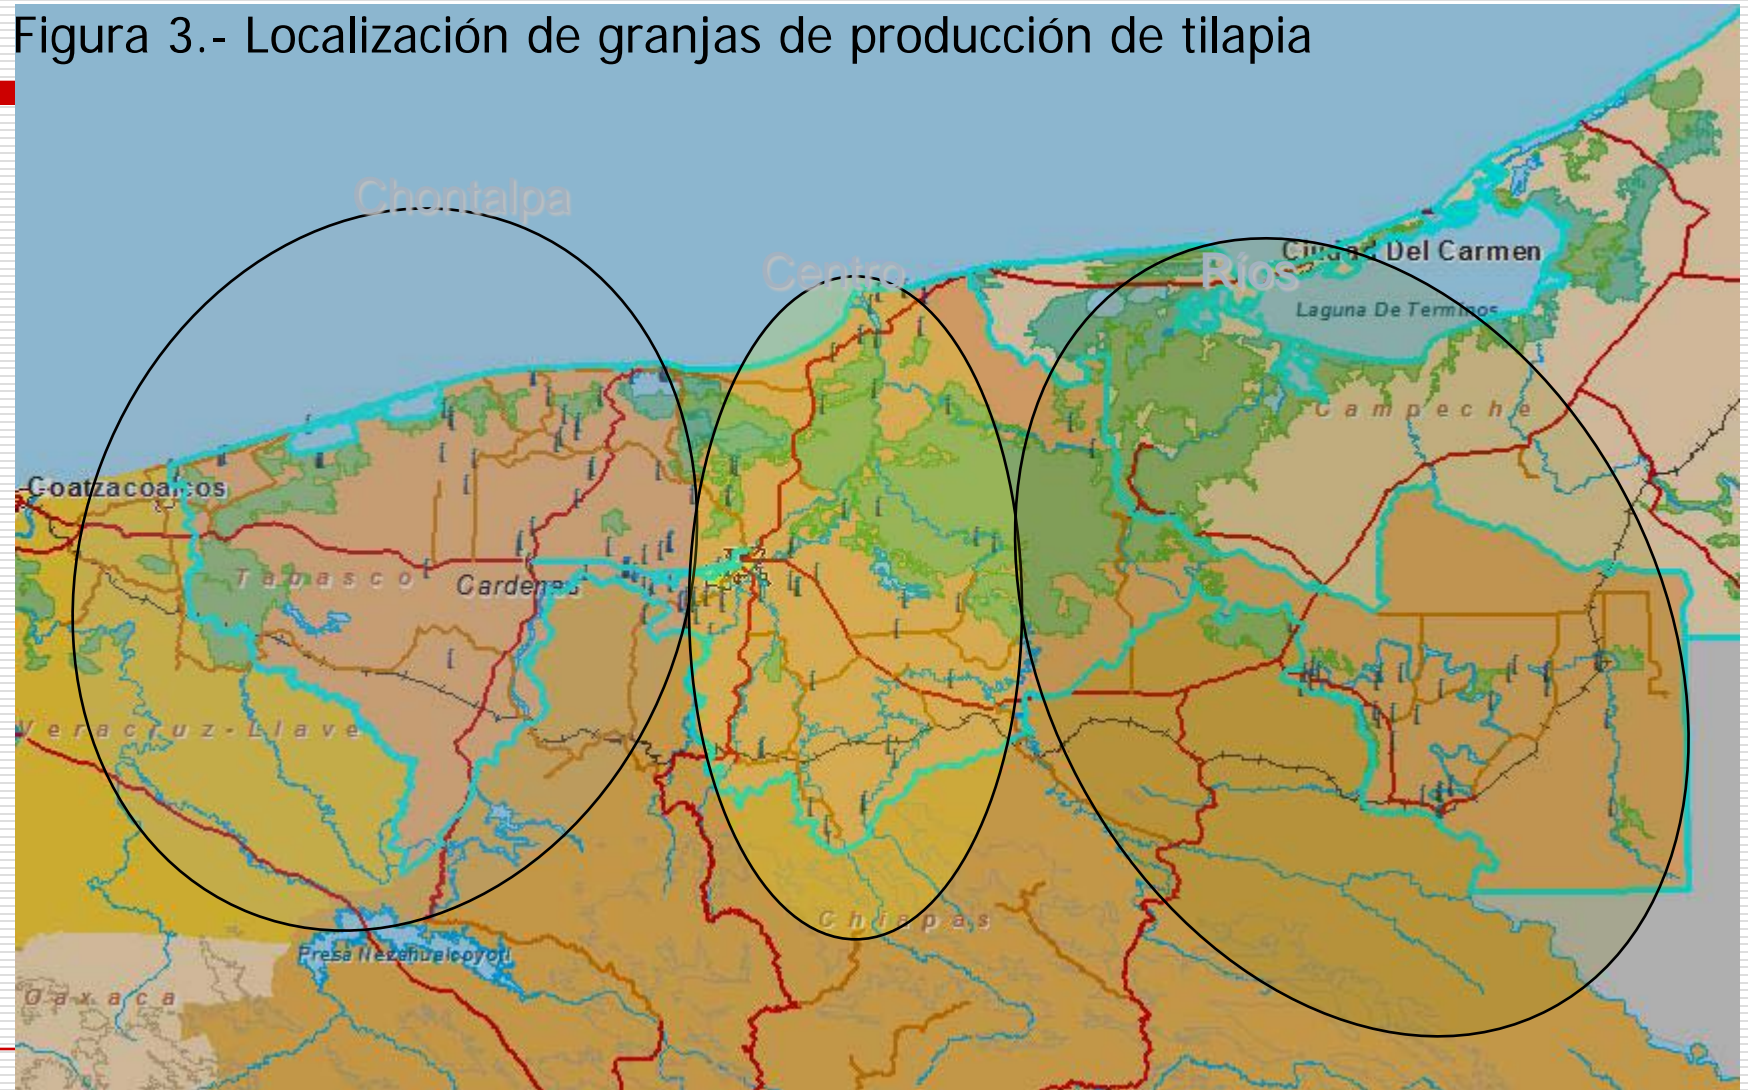 Figura 3.- Localización de granjas de producción de tilapia
Chontalpa
Centro
Ríos
Ciudad Del Carmen
Laguna De Terminos
Campeche
Coatzacoalcos
Tabasco
Cardenas
Veracruz-Llave
Chiapas
Presa Nezahualcoyotl
Oaxaca